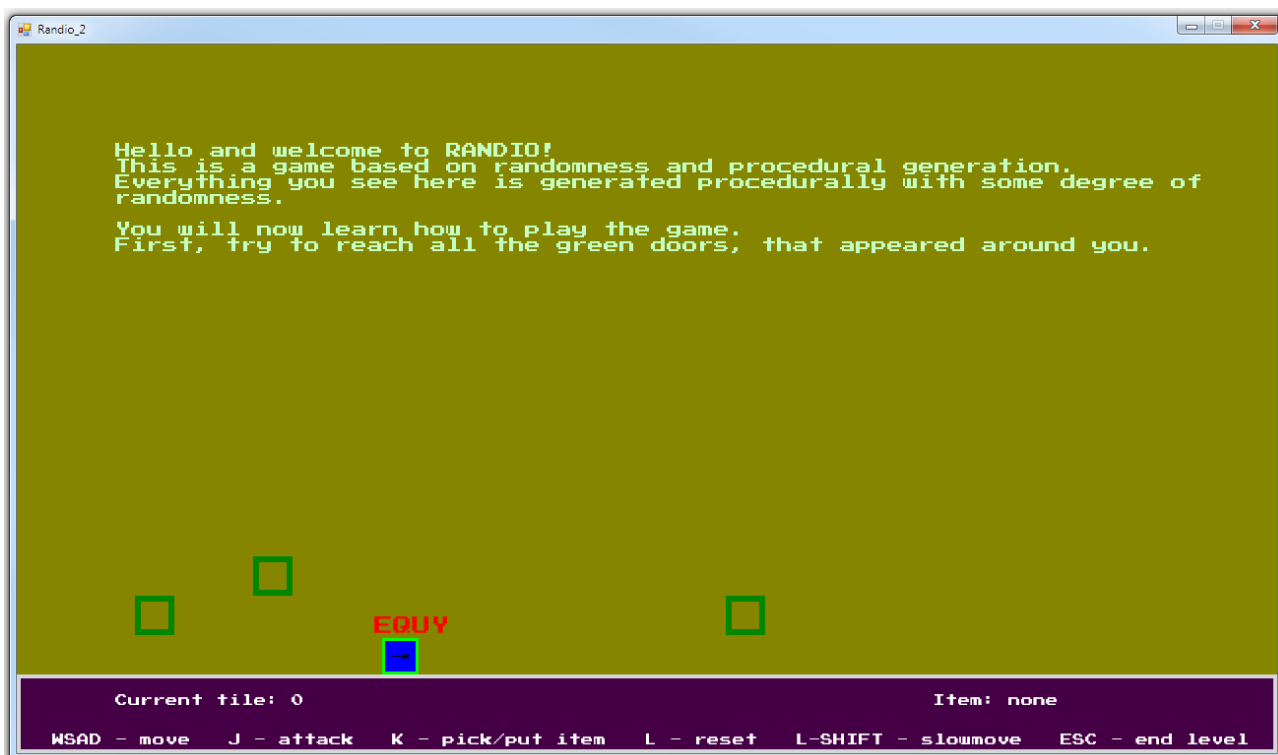 Randio_2
Hello and welcome to RANDIO!
This is a game based on randomness and procedural generation.
Everything you see here is generated procedurally with some degree of
randomness.
You will now learn how to play the game.
First, try to reach all the green doors, that appeared around you.
EQUY
Current tile: 0 Item: none
WSAD - move J - attack K - pick/put item L - reset L-SHIFT - slowmove ESC - end level